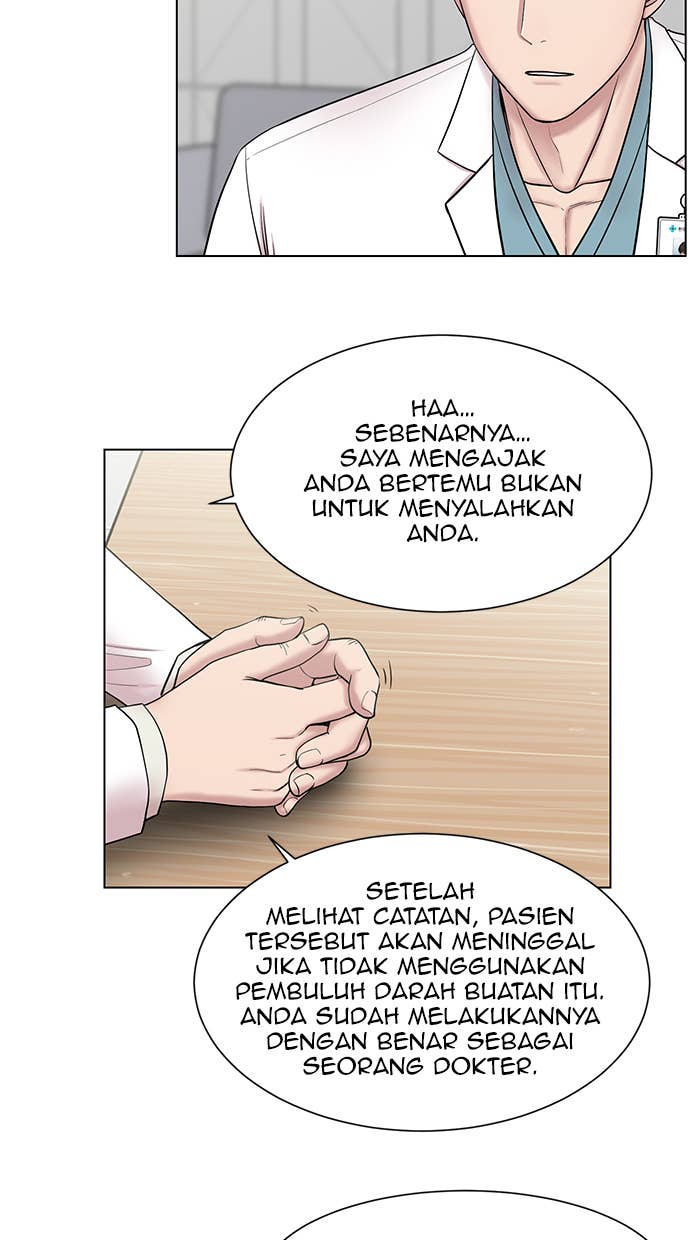 HAA...
SEBENARNYA...
SAYA MENGAJAK
ANDA BERTEMU BUKAN
UNTUK MENYALAHKAN
ANDA.
SETELAH
MELIHAT CATATAN, PASIEN
TERSEBUT AKAN MENINGGAL
JIKA TIDAK MENGGUNAKAN
PEMBULUH DARAH BUATAN ITU.
ANDA SUDAH MELAKUKANNYA
DENGAN BENAR SEBAGAI
SEORANG DOKTER.